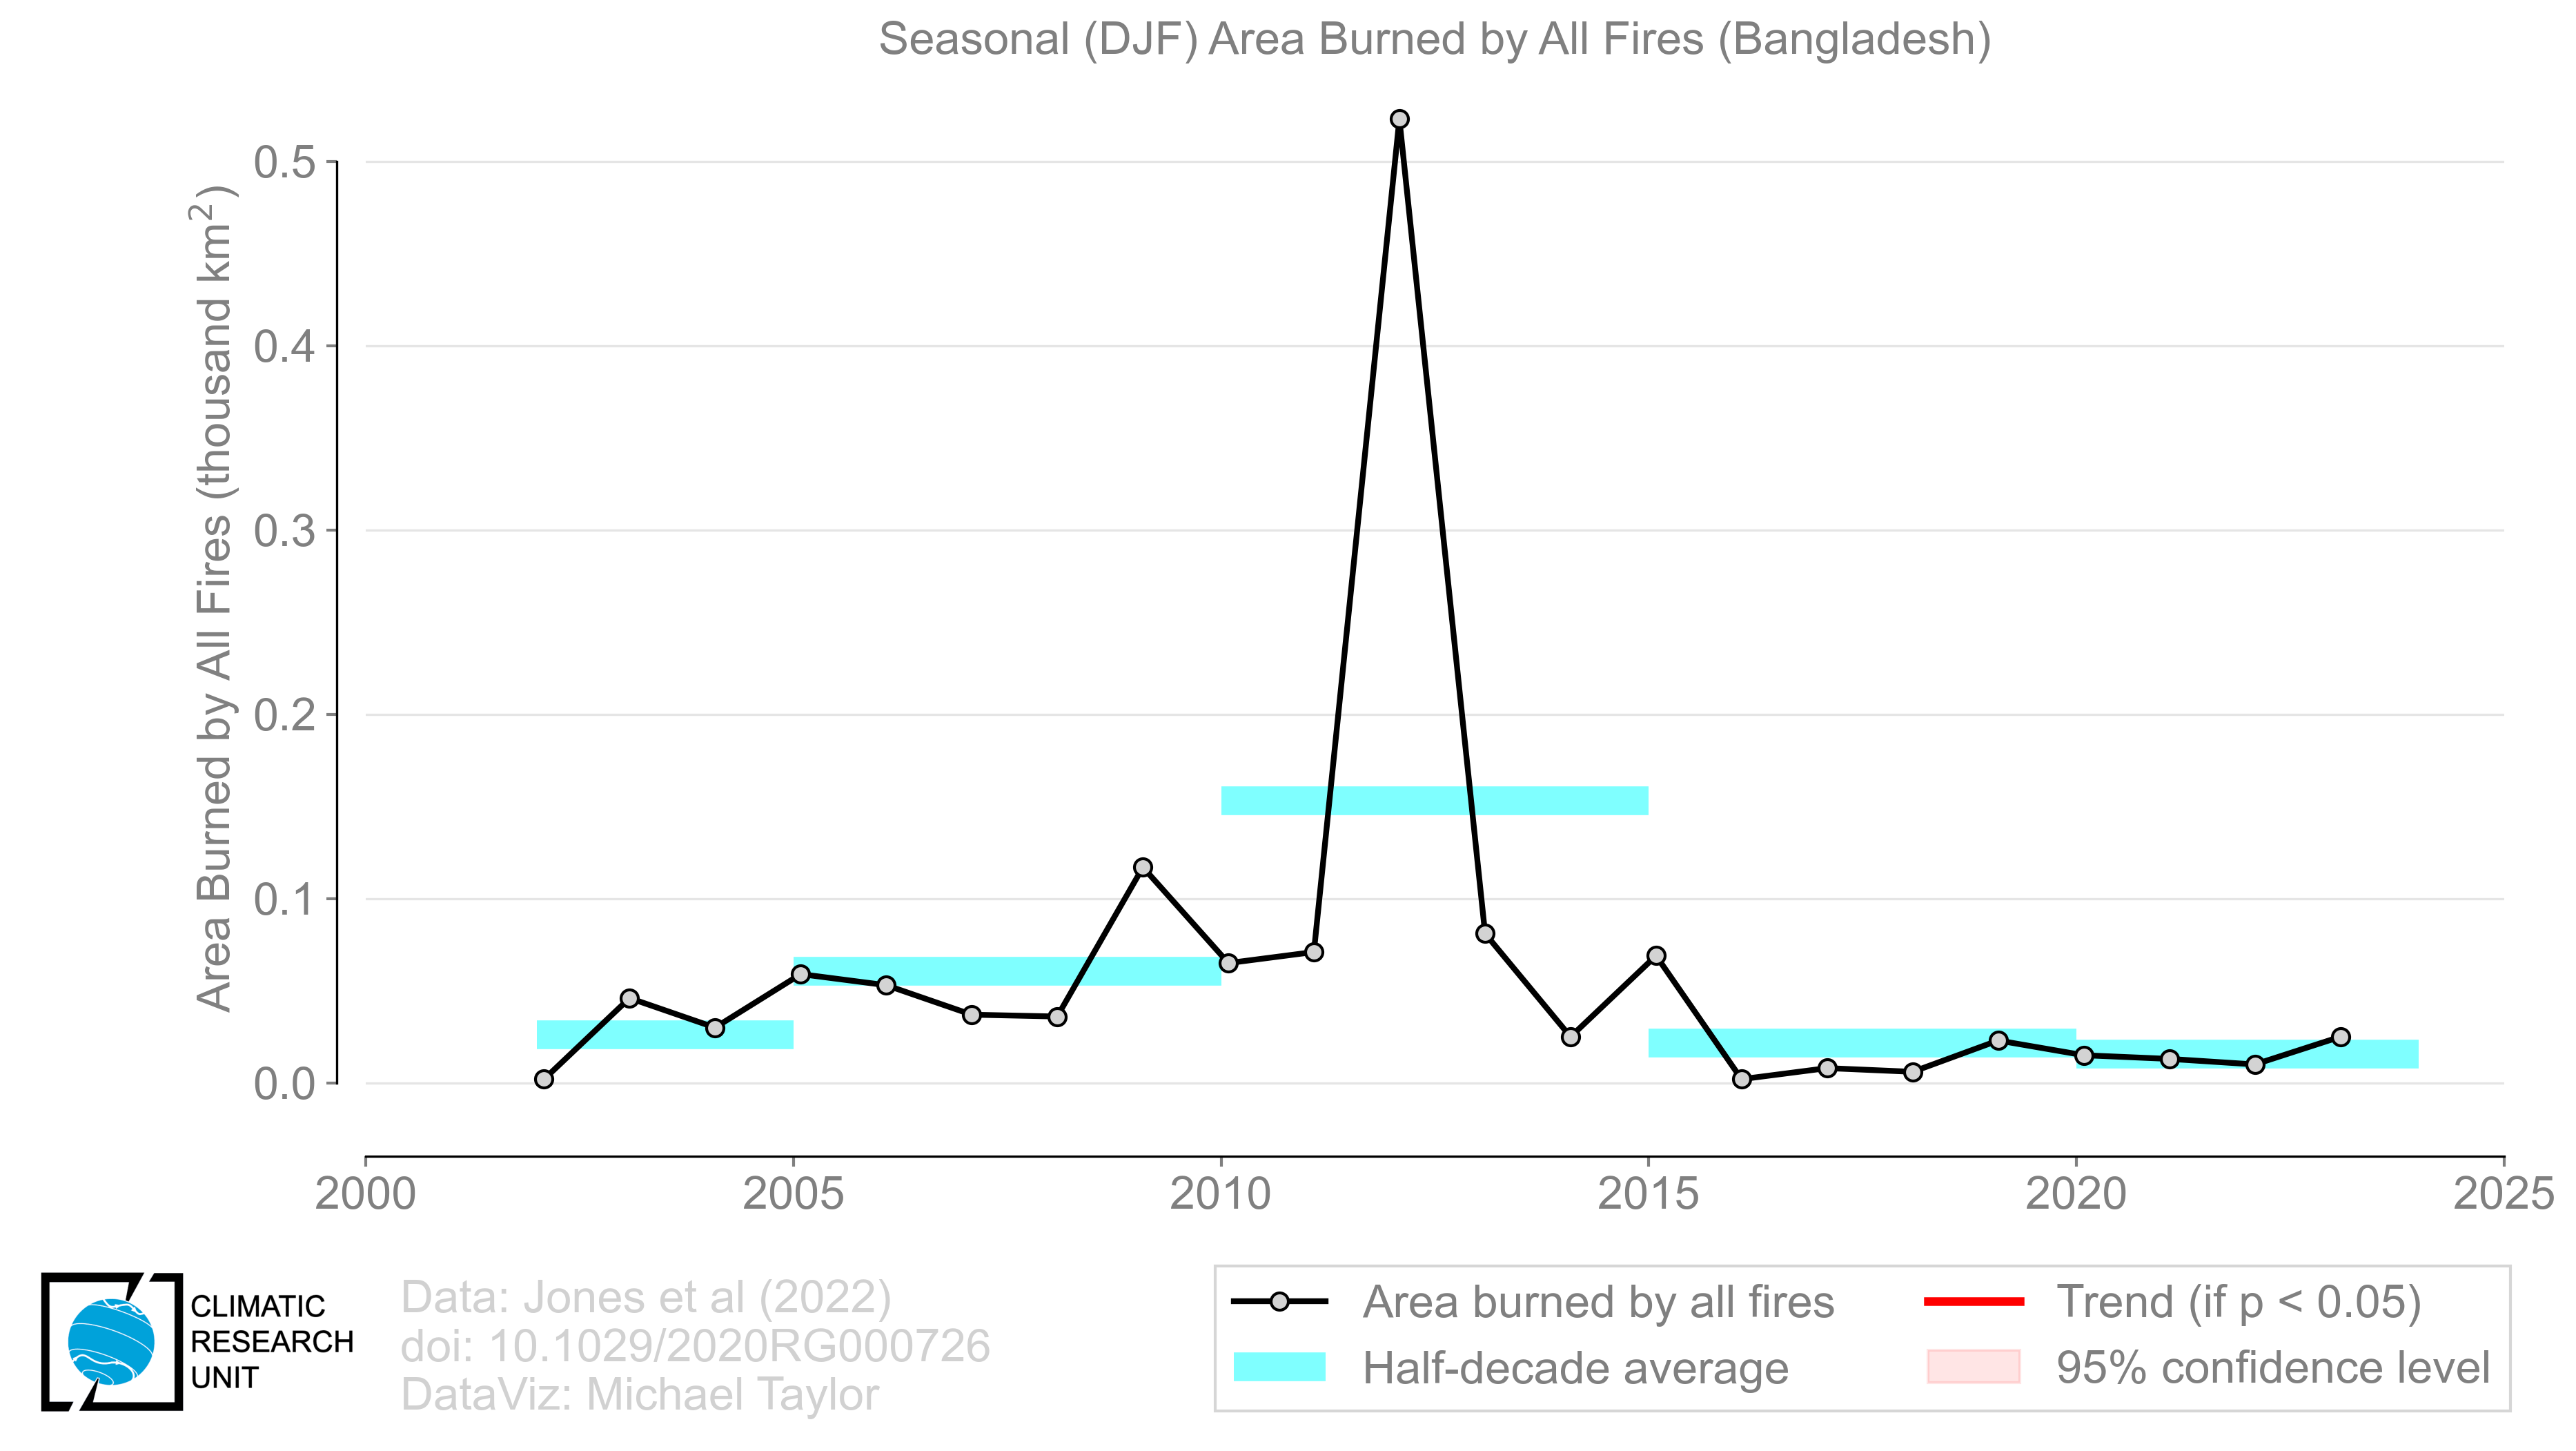 Seasonal (DJF) Area Burned by All Fires (Bangladesh)
Area Burned by All Fires (thousand km²)
0.5
0.4
0.3
0.2
0.1
0.0
2000 2005 2010 2015 2020 2025
CLIMATIC
RESEARCH
UNIT
Data: Jones et al (2022)
doi: 10.1029/2020RG000726
DataViz: Michael Taylor
Area burned by all fires
Half-decade average
Trend (if p < 0.05)
95% confidence level